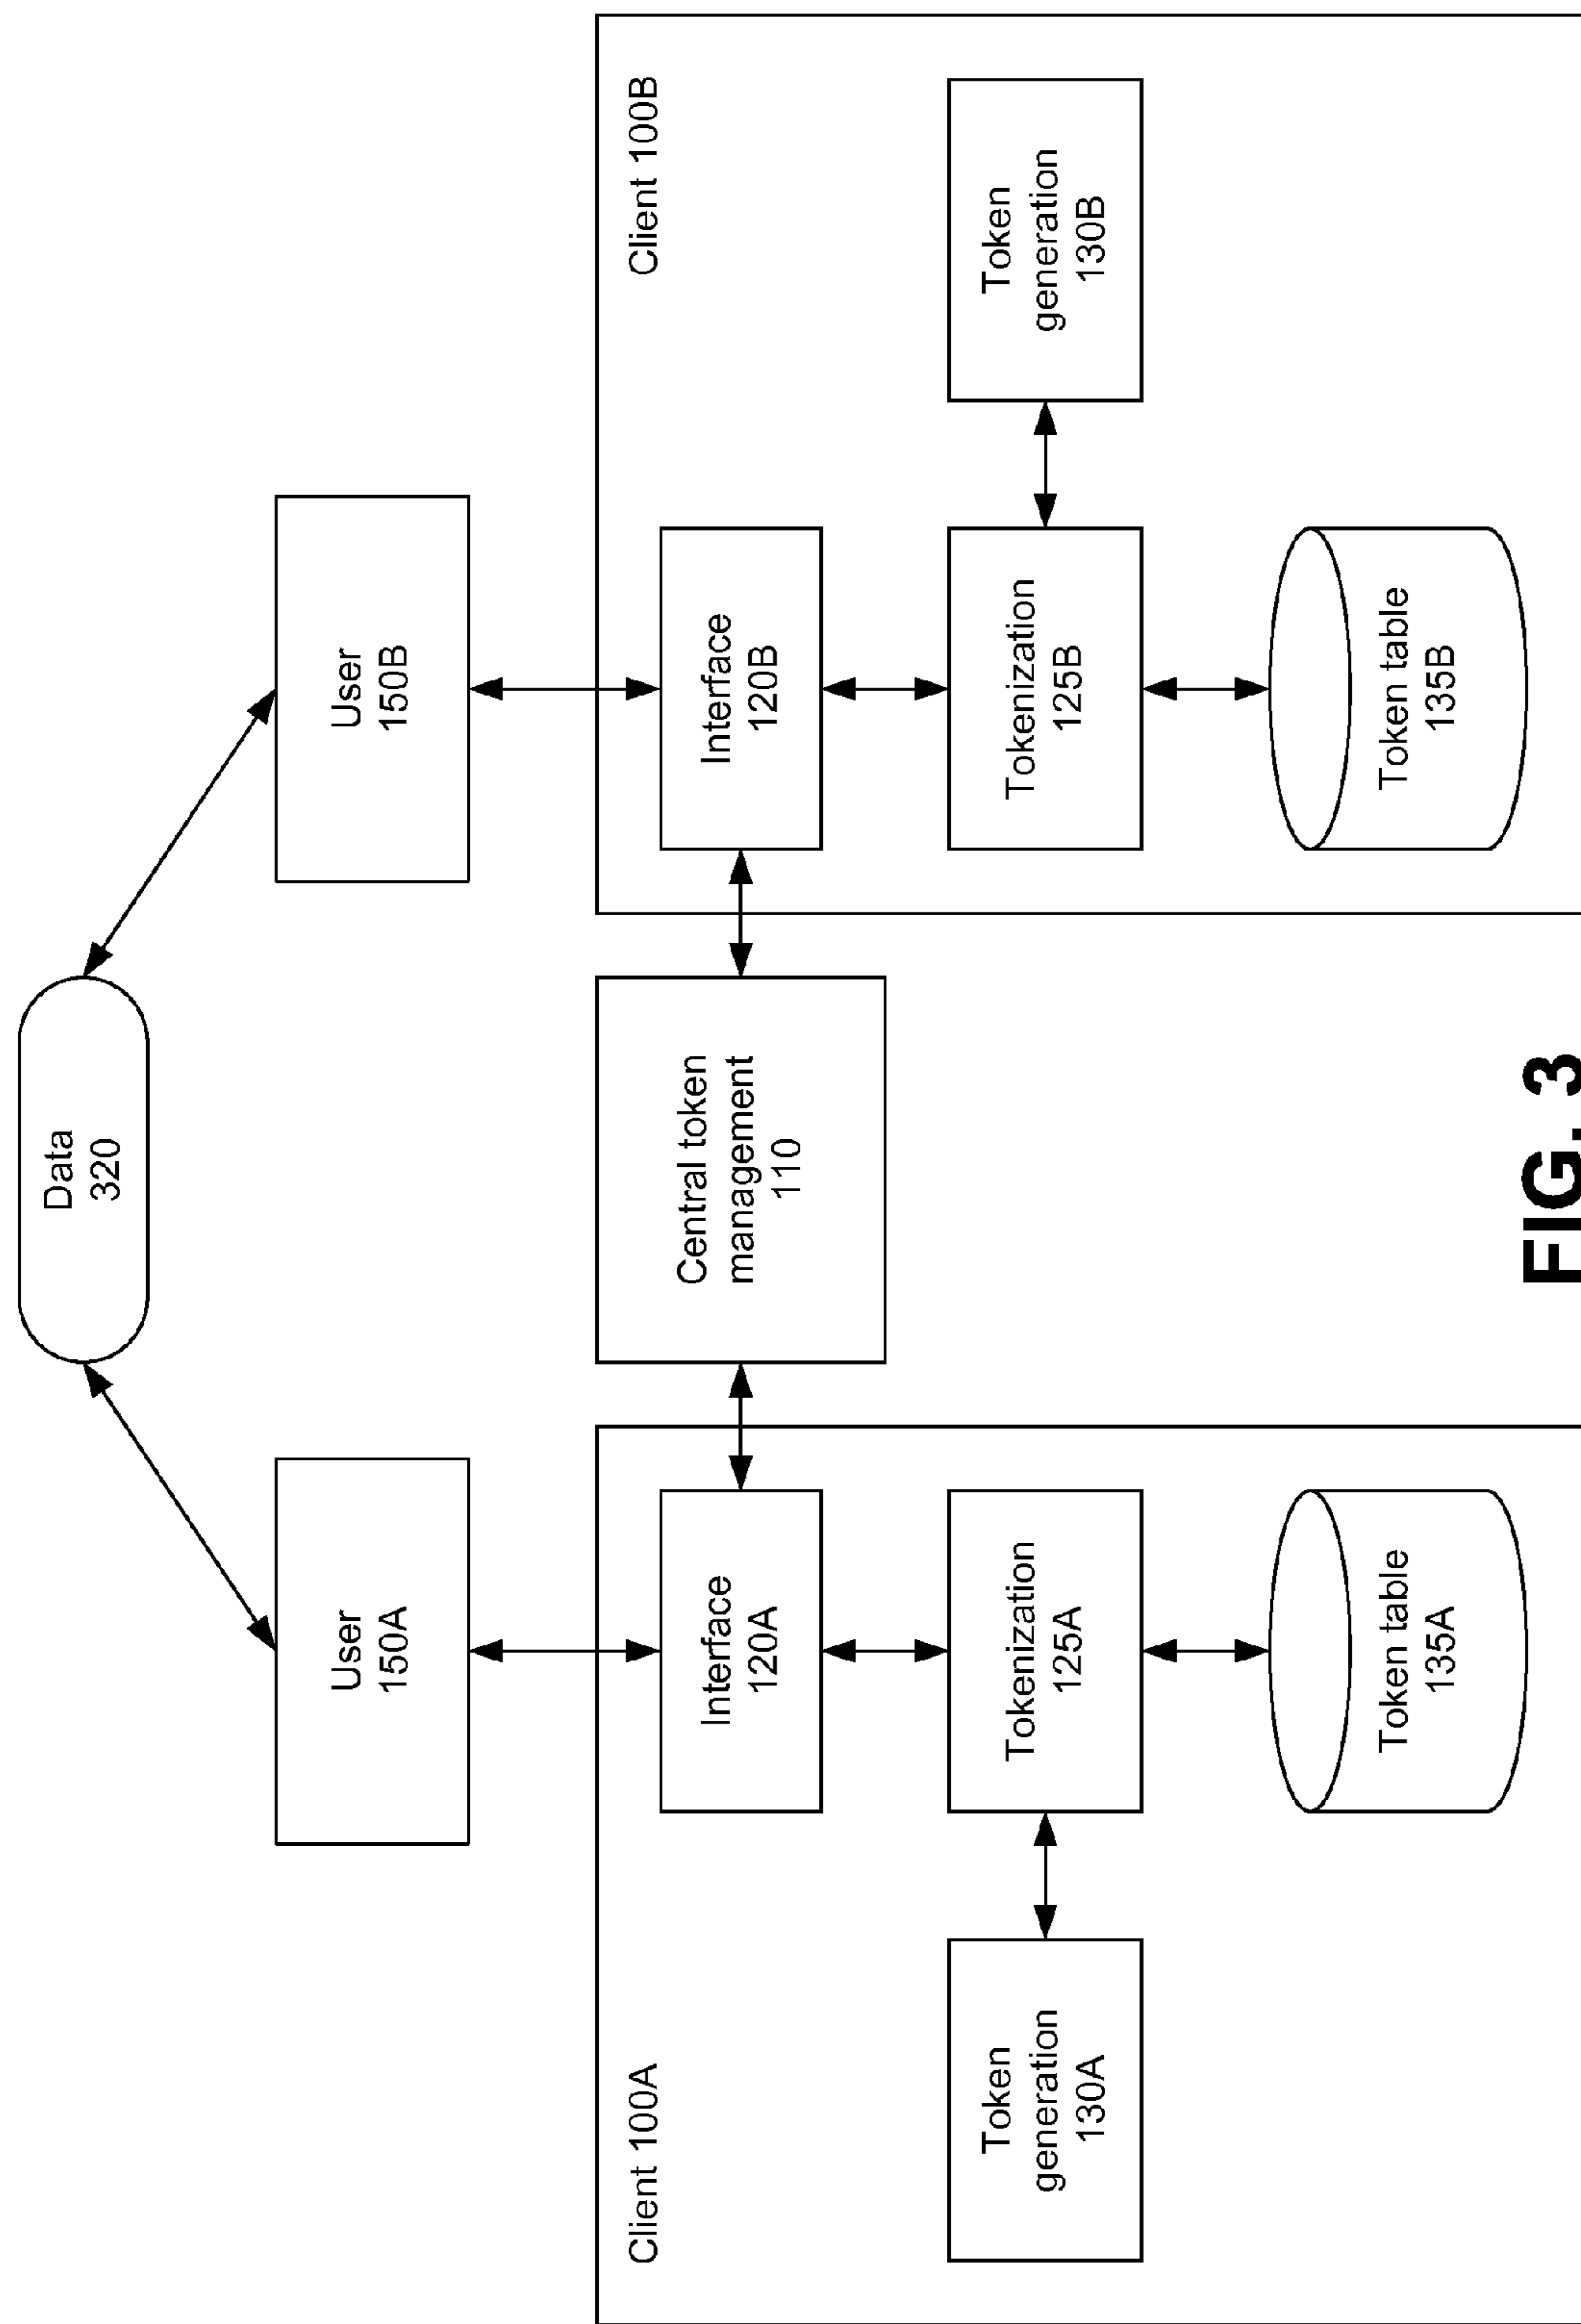 Data
320
User
150A
User
150B
Client 100A
Client 100B
Interface
120A
Central token
management
110
Interface
120B
Token
generation
130A
Tokenization
125A
Tokenization
125B
Token
generation
130B
Token table
135A
Token table
135B
FIG. 3